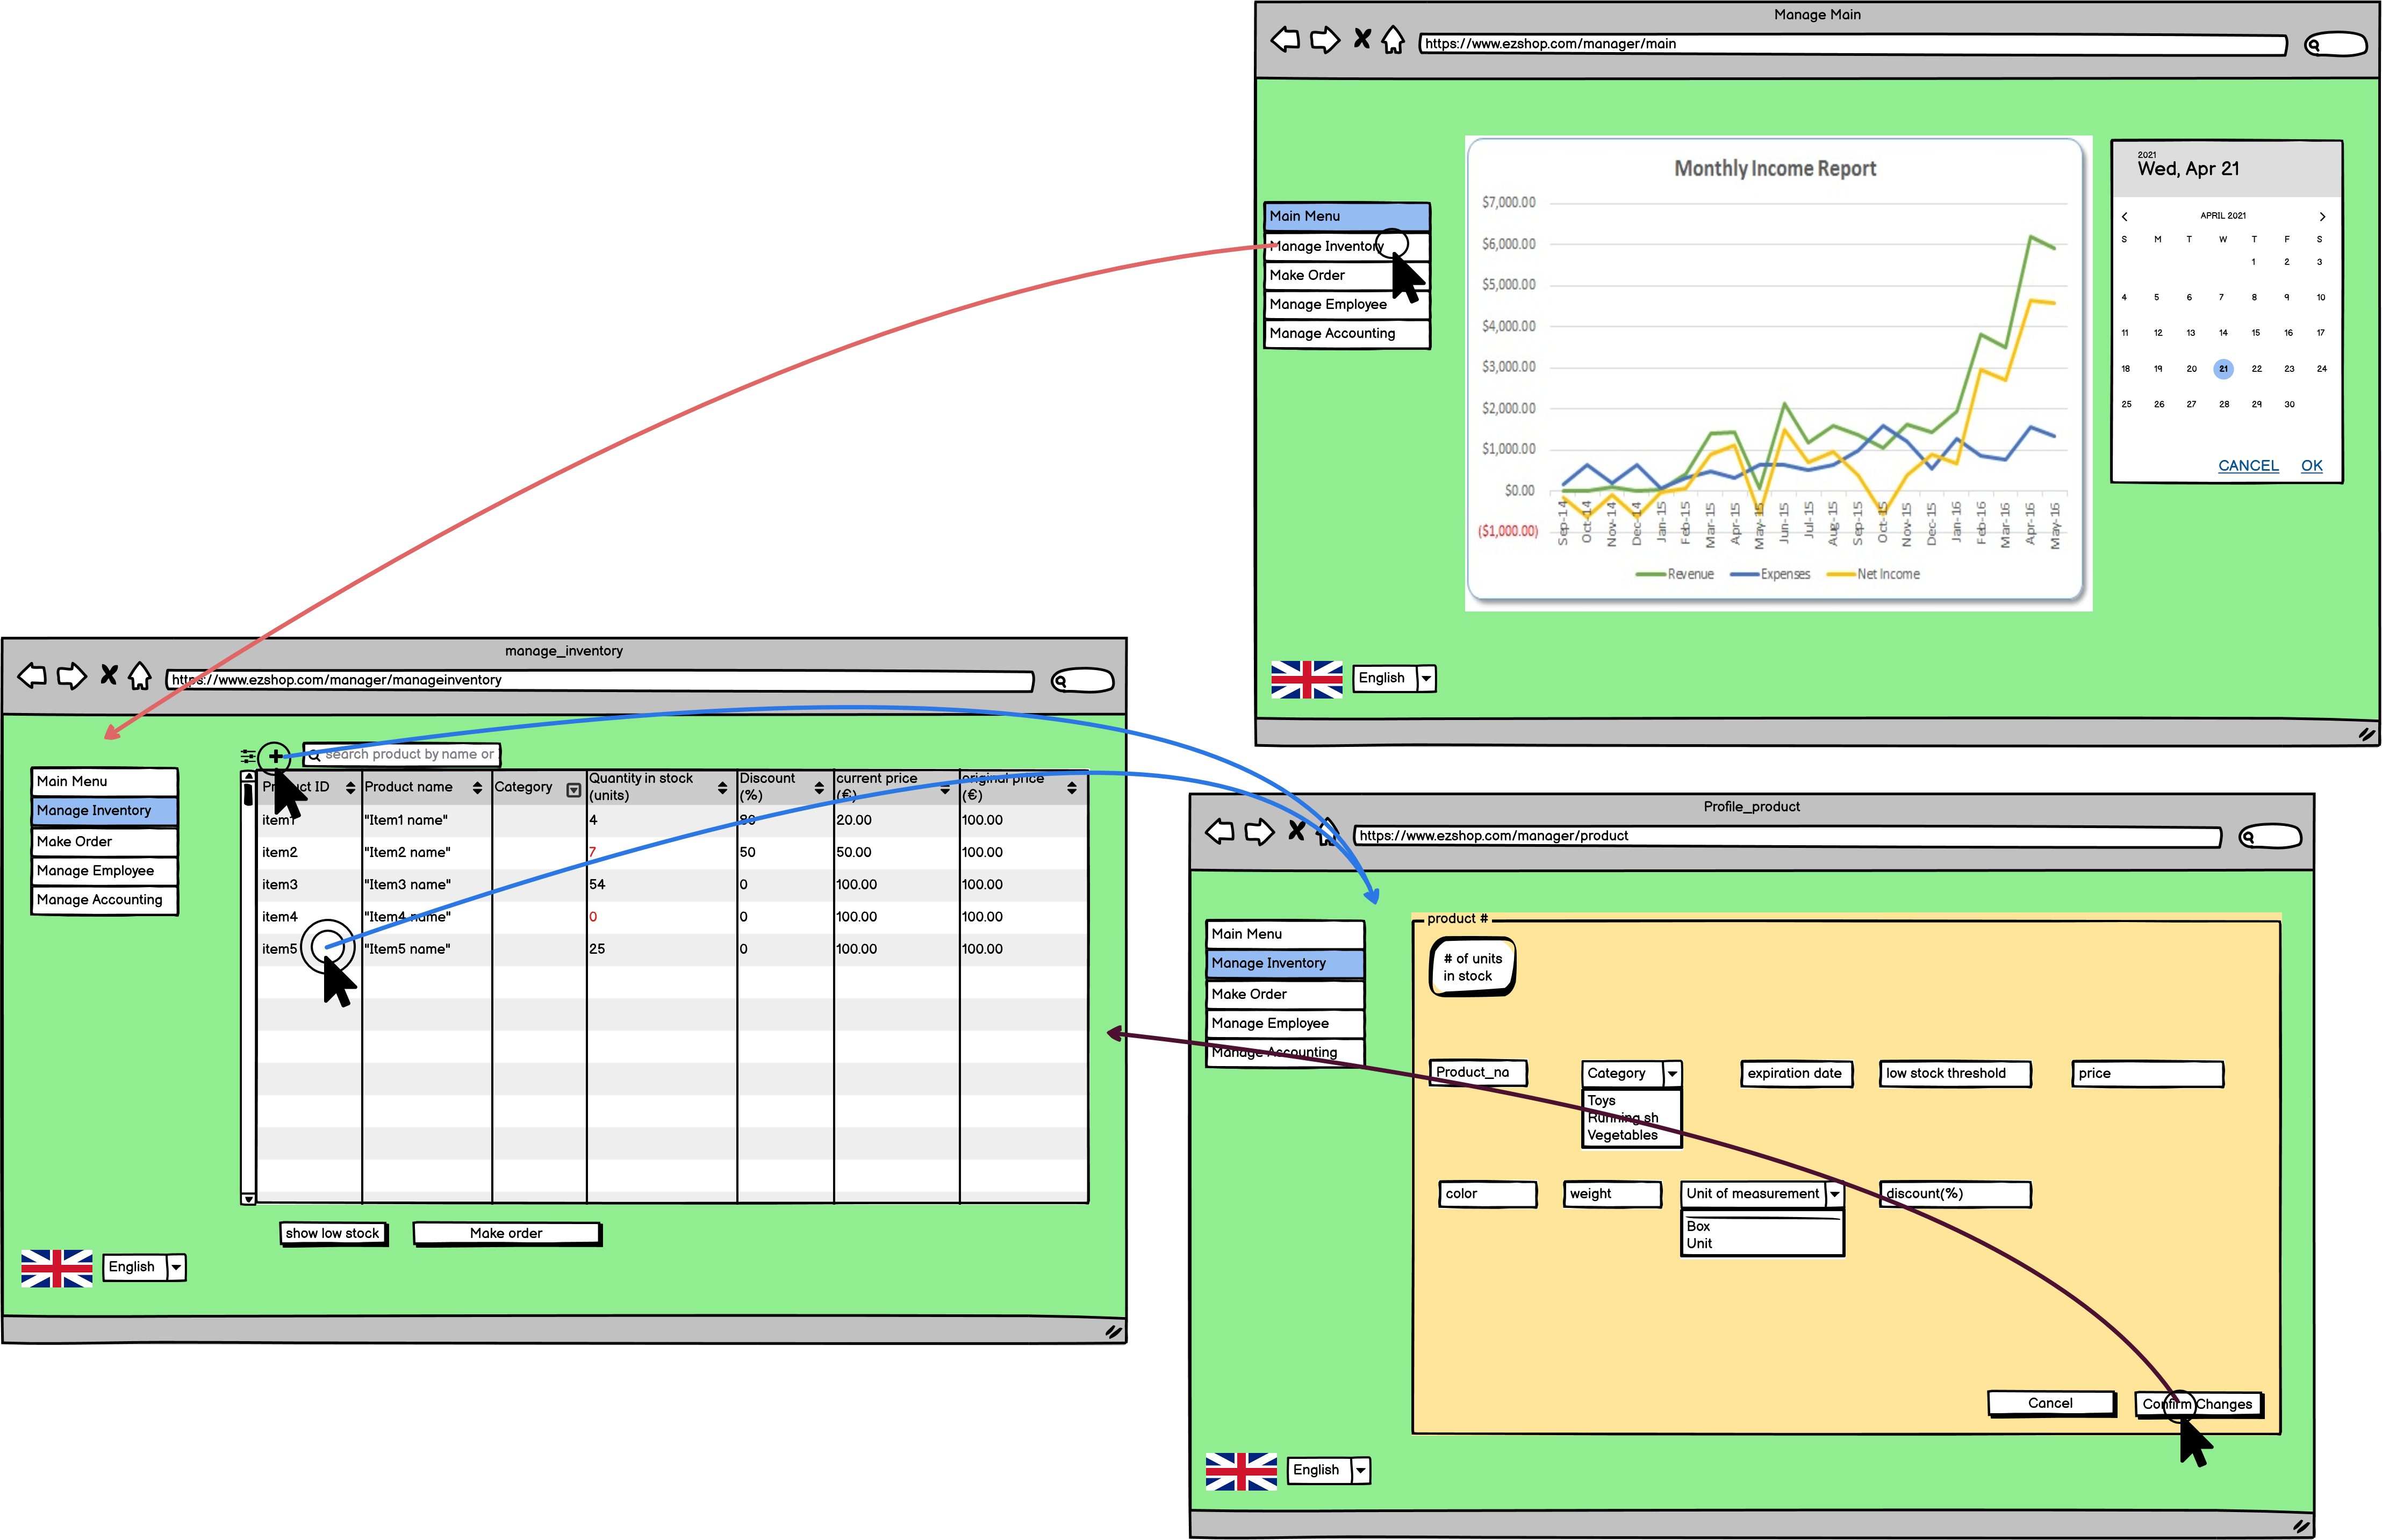 Manage Main
https://www.ezshop.com/manager/main
Main Menu
Manage Inventory
Make Order
Manage Employee
Manage Accounting
Monthly Income Report
$7,000.00
$6,000.00
$5,000.00
$4,000.00
$3,000.00
$2,000.00
$1,000.00
$0.00
($1,000.00)
Sep-14 Oct-14 Nov-14 Dec-14 Jan-15 Feb-15 Mar-15 Apr-15 May-15 Jun-15 Jul-15 Aug-15 Sep-15 Oct-15 Nov-15 Dec-15 Jan-16 Feb-16 Mar-16 Apr-16 May-16
Revenue Expenses Net Income
2021
Wed, Apr 21
APRIL 2021
S M T W T F S
1 2 3
4 5 6 7 8 9 10
11 12 13 14 15 16 17
18 19 20 21 22 23 24
25 26 27 28 29 30
CANCEL OK
English
manage_inventory
https://www.ezshop.com/manager/manageinventory
Main Menu
Manage Inventory
Make Order
Manage Employee
Manage Accounting
search product by name or
Product ID Product name Category Quantity in stock (units) Discount (%) current price (€) original price (€)
item1 "Item1 name" 4 80 20.00 100.00
item2 "Item2 name" 7 50 50.00 100.00
item3 "Item3 name" 54 0 100.00 100.00
item4 "Item4 name" 0 0 100.00 100.00
item5 "Item5 name" 25 0 100.00 100.00
show low stock Make order
English
Profile_product
https://www.ezshop.com/manager/product
Main Menu
Manage Inventory
Make Order
Manage Employee
Manage Accounting
product #
# of units
in stock
Product_na Category expiration date low stock threshold price
Toys
Running sh
Vegetables
color weight Unit of measurement discount(%)
Box
Unit
Cancel Confirm Changes
English